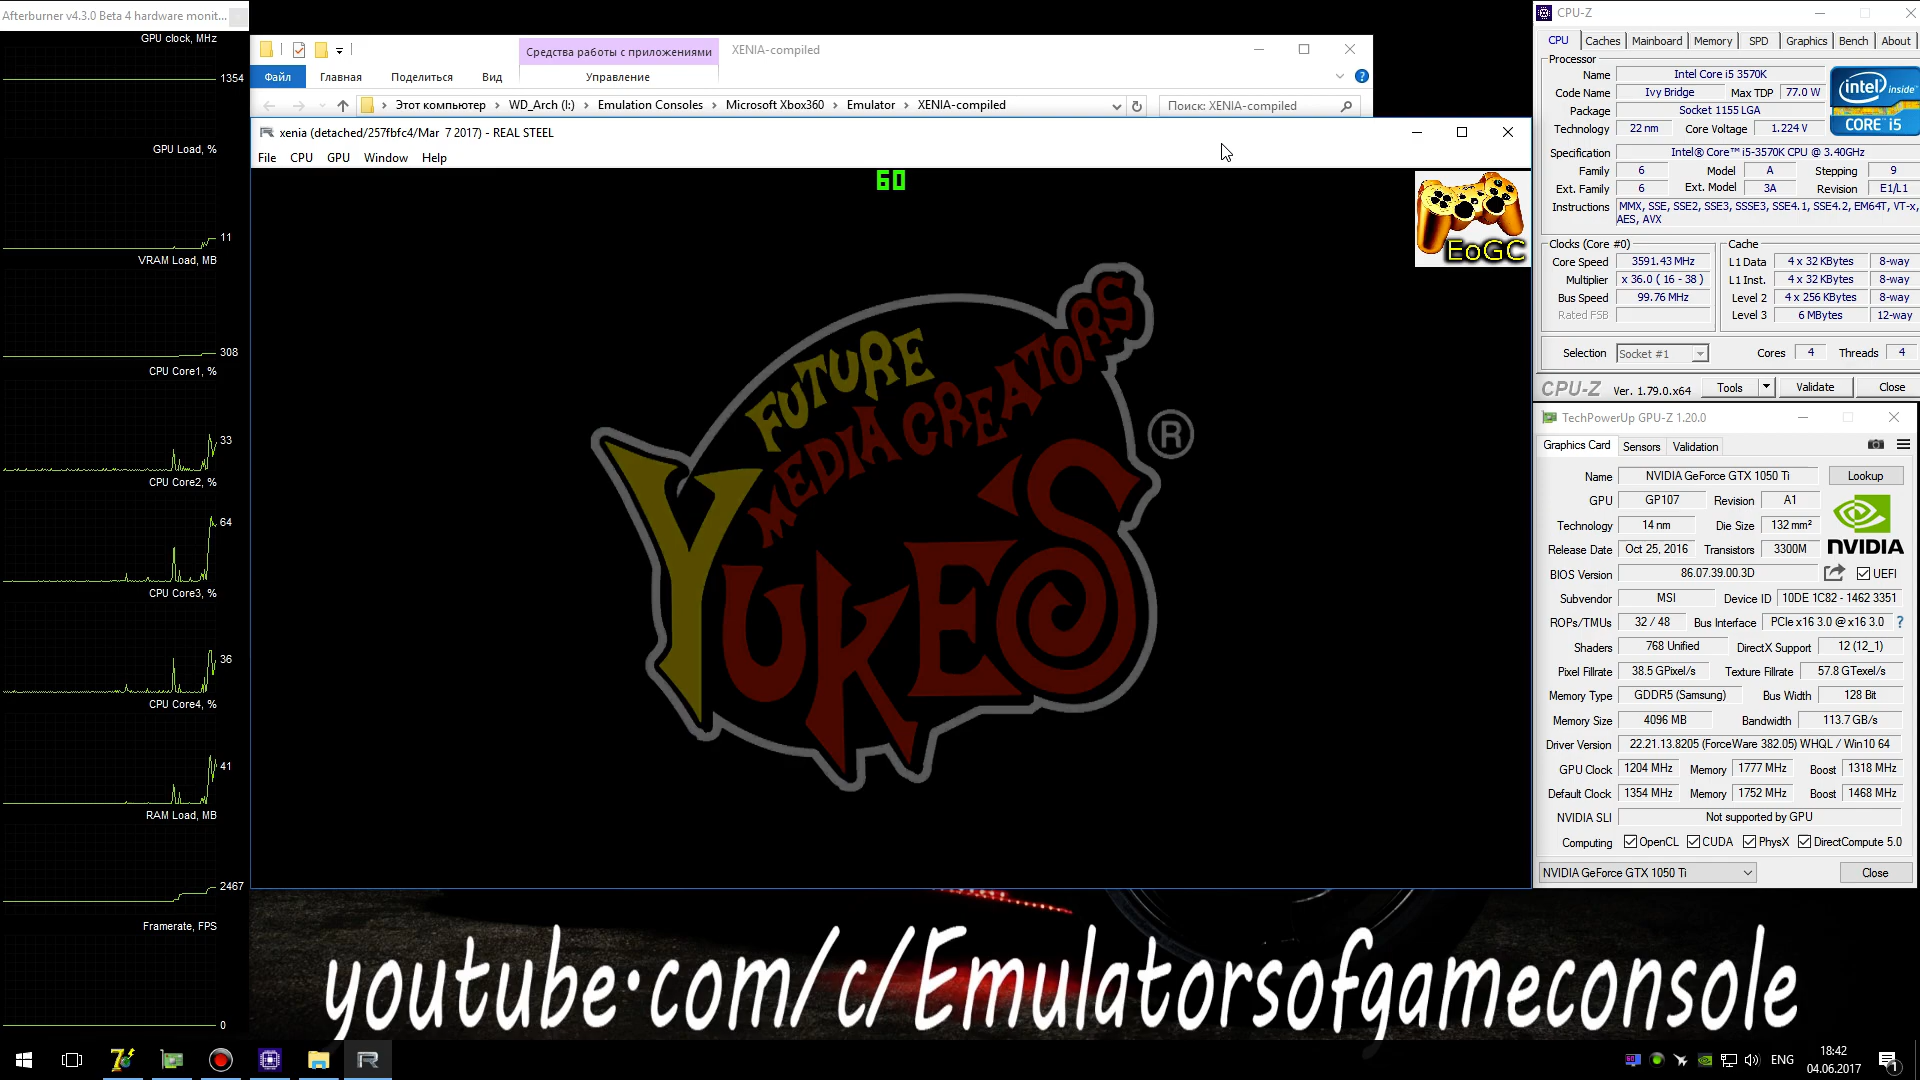 Afterburner v4.3.0 Beta 4 hardware monit...
GPU clock, MHz
1354
GPU Load, %
11
VRAM Load, MB
308
CPU Core1, %
33
CPU Core2, %
64
CPU Core3, %
36
CPU Core4, %
41
RAM Load, MB
2467
Framerate, FPS
0
Средства работы с приложениями
XENIA-compiled
Файл
Главная
Поделиться
Вид
Управление
Этот компьютер
WD_Arch (I:)
Emulation Consoles
Microsoft Xbox360
Emulator
XENIA-compiled
Поиск: XENIA-compiled
xenia (detached/257fbfc4/Mar 7 2017) - REAL STEEL
File CPU GPU Window Help
60
EoGC
FUTURE
MEDIA CREATORS
YUKE'S
®
CPU-Z
CPU Caches Mainboard Memory SPD Graphics Bench About
Processor
Name Intel Core i5 3570K
Code Name Ivy Bridge Max TDP 77.0 W
Package Socket 1155 LGA
Technology 22 nm Core Voltage 1.224 V
intel inside
CORE i5
Specification Intel® Core™ i5-3570K CPU @ 3.40GHz
Family 6 Model A Stepping 9
Ext. Family 6 Ext. Model 3A Revision E1/L1
Instructions MMX, SSE, SSE2, SSE3, SSSE3, SSE4.1, SSE4.2, EM64T, VT-x,
AES, AVX
Clocks (Core #0)
Core Speed 3591.43 MHz
Multiplier x 36.0 ( 16 - 38 )
Bus Speed 99.76 MHz
Rated FSB
Cache
L1 Data 4 x 32 KBytes 8-way
L1 Inst. 4 x 32 KBytes 8-way
Level 2 4 x 256 KBytes 8-way
Level 3 6 MBytes 12-way
Selection Socket #1 Cores 4 Threads 4
CPU-Z Ver. 1.79.0.x64 Tools Validate Close
TechPowerUp GPU-Z 1.20.0
Graphics Card Sensors Validation
Name NVIDIA GeForce GTX 1050 Ti Lookup
GPU GP107 Revision A1
Technology 14 nm Die Size 132 mm²
Release Date Oct 25, 2016 Transistors 3300M
NVIDIA
BIOS Version 86.07.39.00.3D UEFI
Subvendor MSI Device ID 10DE 1C82 - 1462 3351
ROPs/TMUs 32 / 48 Bus Interface PCIe x16 3.0 @ x16 3.0 ?
Shaders 768 Unified DirectX Support 12 (12_1)
Pixel Fillrate 38.5 GPixel/s Texture Fillrate 57.8 GTexel/s
Memory Type GDDR5 (Samsung) Bus Width 128 Bit
Memory Size 4096 MB Bandwidth 113.7 GB/s
Driver Version 22.21.13.8205 (ForceWare 382.05) WHQL / Win10 64
GPU Clock 1204 MHz Memory 1777 MHz Boost 1318 MHz
Default Clock 1354 MHz Memory 1752 MHz Boost 1468 MHz
NVIDIA SLI Not supported by GPU
Computing OpenCL CUDA PhysX DirectCompute 5.0
NVIDIA GeForce GTX 1050 Ti Close
youtube.com/c/Emulatorsofgameconsole
ENG
18:42
04.06.2017
1